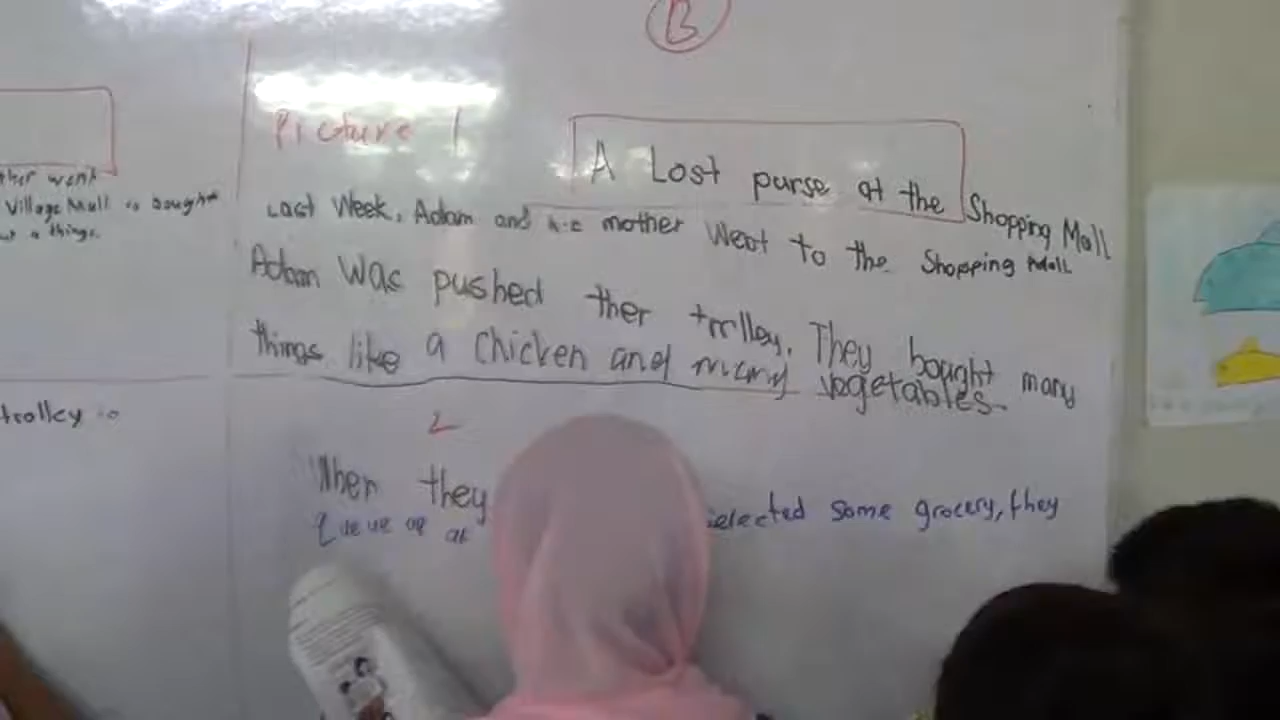 B
Picture 1
A Lost purse at the Shopping Mall
Last Week, Adam and his mother went to the Shopping Mall
Adam was pushed ther trrlley. They bought many
things like a chicken and many vegetables.
2
When they selected some grocery, they
queue up at
ther went
Village Mall to bought
a things.
trolley is